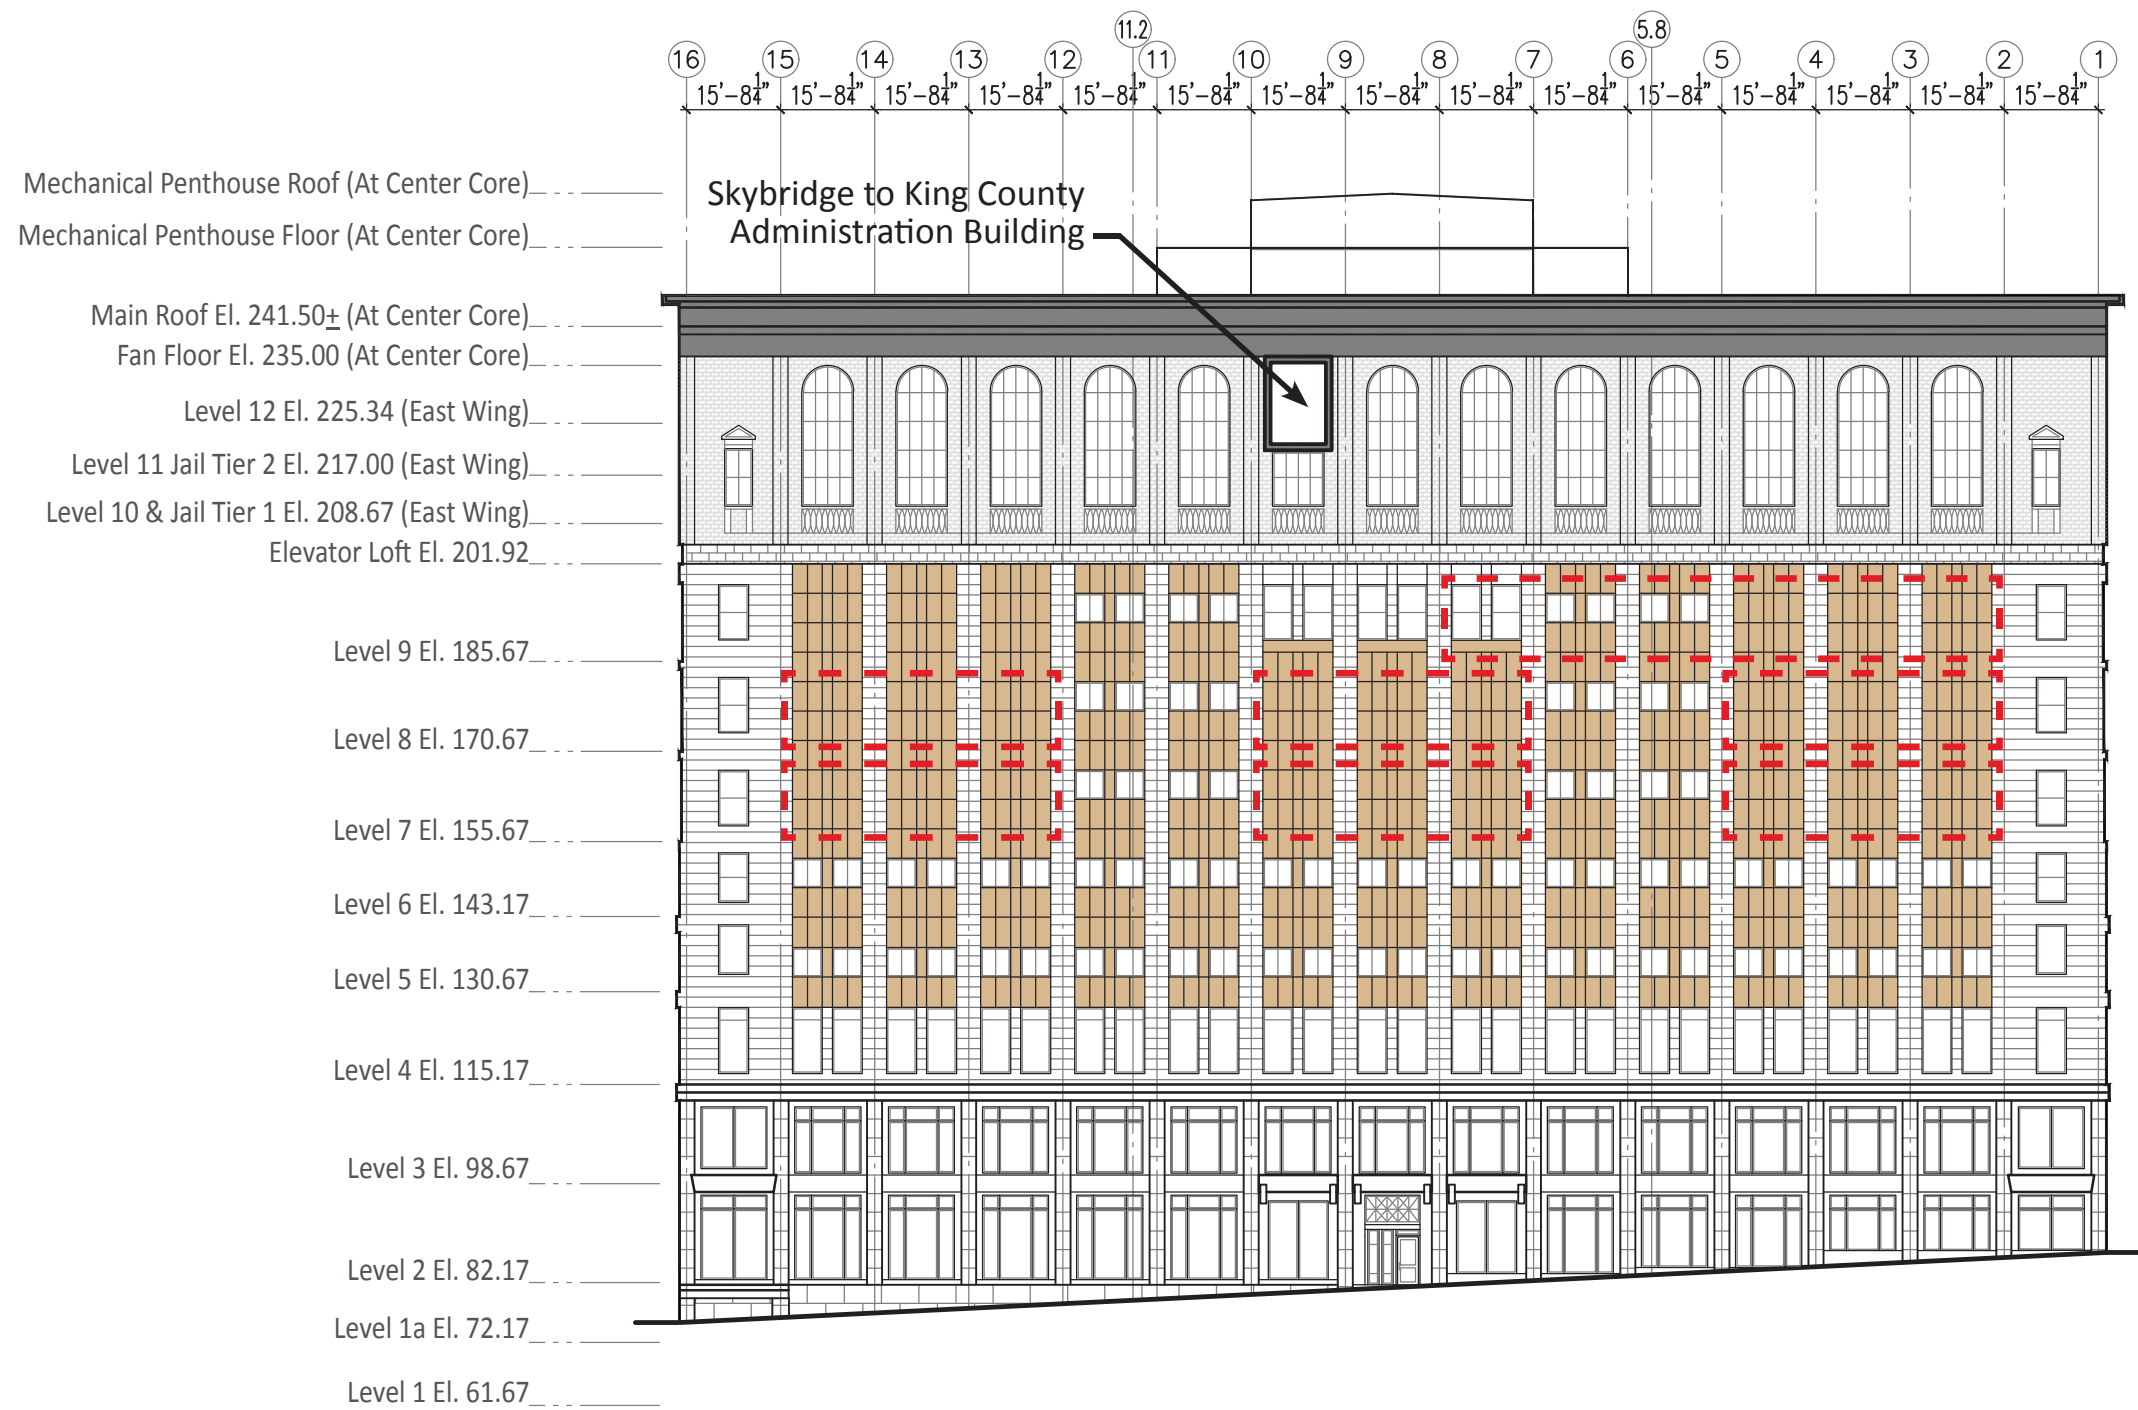 11.2 5.8
16 15 14 13 12 11 10 9 8 7 6 5 4 3 2 1
15'-8¼" 15'-8¼" 15'-8¼" 15'-8¼" 15'-8¼" 15'-8¼" 15'-8¼" 15'-8¼" 15'-8¼" 15'-8¼" 15'-8¼" 15'-8¼" 15'-8¼" 15'-8¼" 15'-8¼"
Mechanical Penthouse Roof (At Center Core)
Skybridge to King County
Administration Building
Mechanical Penthouse Floor (At Center Core)
Main Roof El. 241.50± (At Center Core)
Fan Floor El. 235.00 (At Center Core)
Level 12 El. 225.34 (East Wing)
Level 11 Jail Tier 2 El. 217.00 (East Wing)
Level 10 & Jail Tier 1 El. 208.67 (East Wing)
Elevator Loft El. 201.92
Level 9 El. 185.67
Level 8 El. 170.67
Level 7 El. 155.67
Level 6 El. 143.17
Level 5 El. 130.67
Level 4 El. 115.17
Level 3 El. 98.67
Level 2 El. 82.17
Level 1a El. 72.17
Level 1 El. 61.67